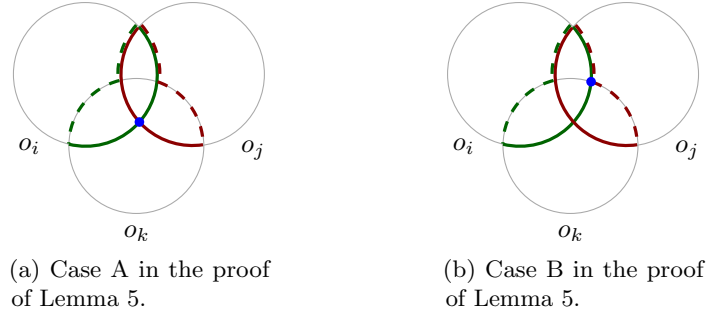 o_i o_j o_i o_j
o_k o_k
(a) Case A in the proof
of Lemma 5.
(b) Case B in the proof
of Lemma 5.